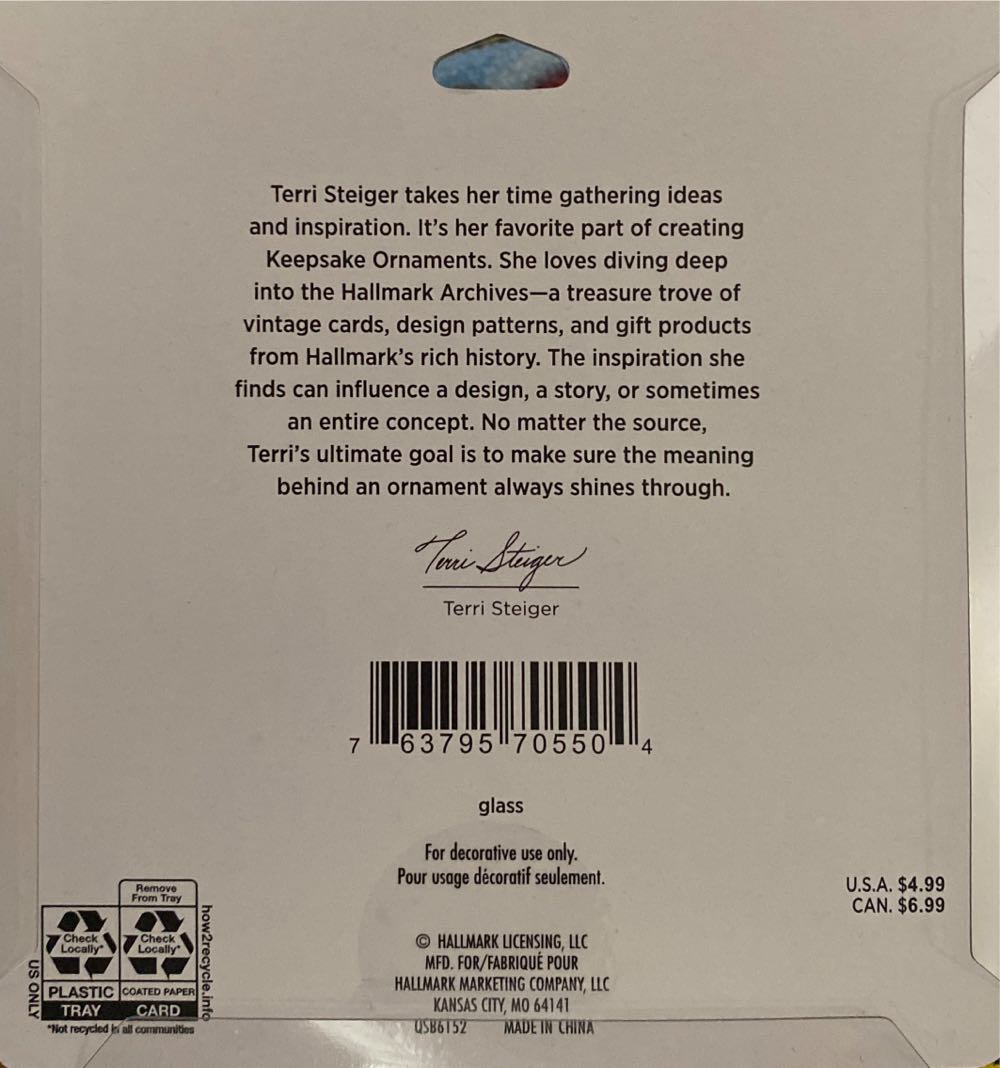 Terri Steiger takes her time gathering ideas
and inspiration. It's her favorite part of creating
Keepsake Ornaments. She loves diving deep
into the Hallmark Archives—a treasure trove of
vintage cards, design patterns, and gift products
from Hallmark's rich history. The inspiration she
finds can influence a design, a story, or sometimes
an entire concept. No matter the source,
Terri's ultimate goal is to make sure the meaning
behind an ornament always shines through.
Terri Steiger
Terri Steiger
7 63795 70550 4
glass
For decorative use only.
Pour usage décoratif seulement.
U.S.A. $4.99
CAN. $6.99
Remove
From Tray
Check
Locally*
Check
Locally*
PLASTIC
TRAY
COATED PAPER
CARD
*Not recycled in all communities
US ONLY
how2recycle.info
© HALLMARK LICENSING, LLC
MFD. FOR/FABRIQUÉ POUR
HALLMARK MARKETING COMPANY, LLC
KANSAS CITY, MO 64141
QSB6152 MADE IN CHINA